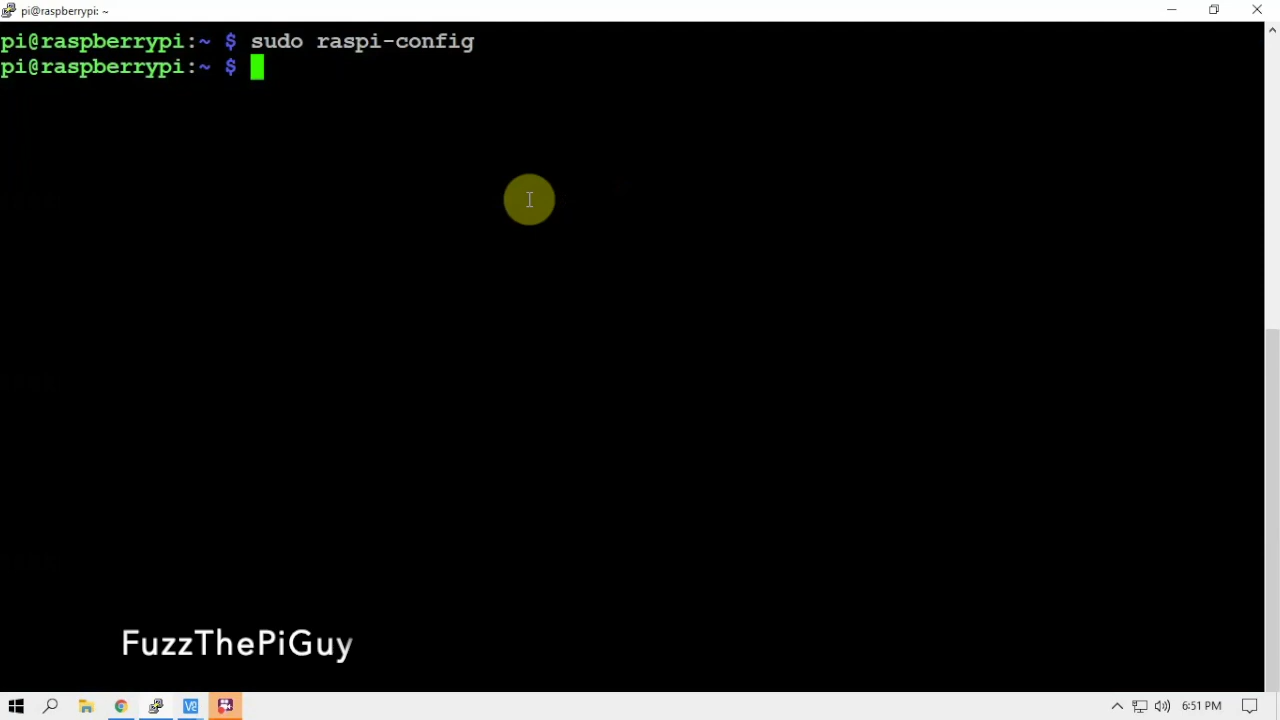 pi@raspberrypi: ~
pi@raspberrypi:~ $ sudo raspi-config
pi@raspberrypi:~ $
FuzzThePiGuy
6:51 PM